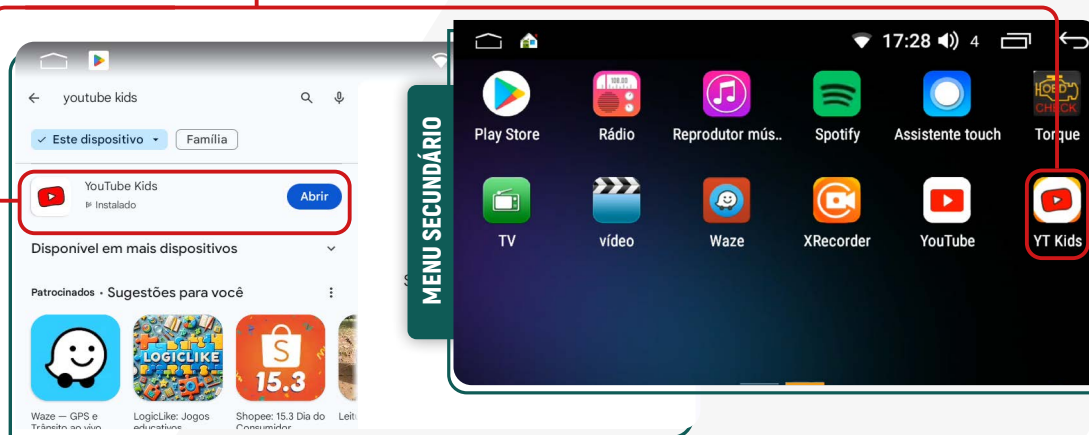 youtube kids
Este dispositivo
Família
YouTube Kids
Instalado
Abrir
Disponível em mais dispositivos
Patrocinados • Sugestões para você
LOGICLIKE
15.3
Waze — GPS e
Trânsito ao vivo
LogicLike: Jogos
educativos
Shopee: 15.3 Dia do
Consumidor
MENU SECUNDÁRIO
17:28
4
Play Store
108.00
Rádio
Reprodutor mús..
Spotify
Assistente touch
CHECK
Torque
TV
vídeo
Waze
XRecorder
YouTube
YT Kids